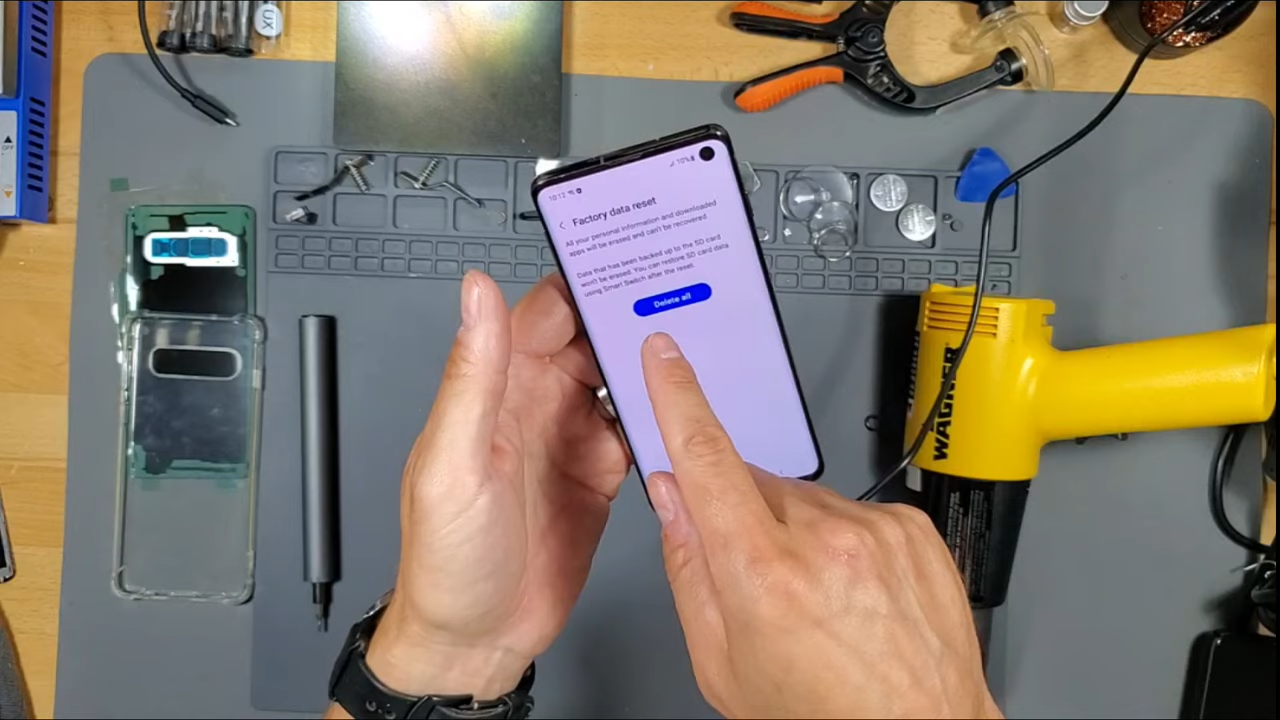 UK
OFF
10:12
10%
Factory data reset
All your personal information and downloaded
apps will be erased and can't be recovered.
Data that has been backed up to the SD card
won't be erased. You can restore SD card data
using Smart Switch after the reset.
Delete all
WAGNER